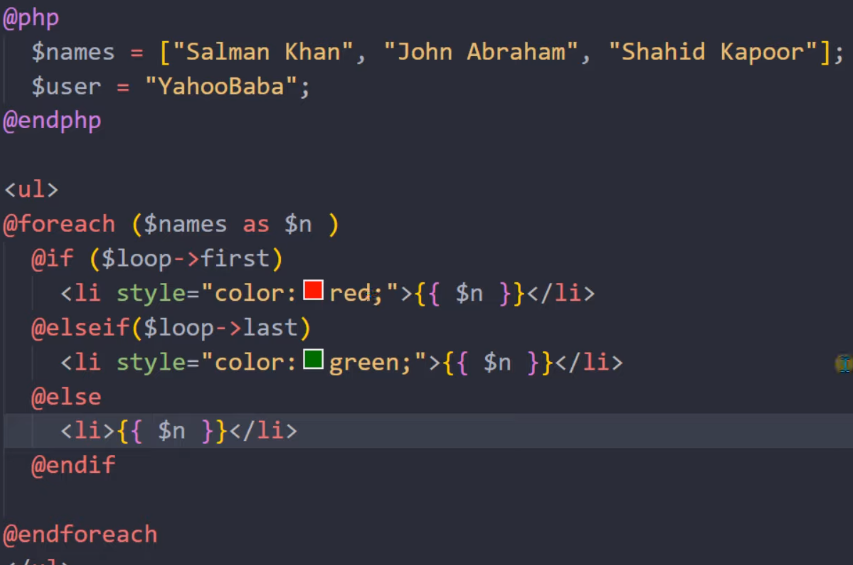 @php
$names = ["Salman Khan", "John Abraham", "Shahid Kapoor"];
$user = "YahooBaba";
@endphp
<ul>
@foreach ($names as $n )
@if ($loop->first)
<li style="color:red;">{{ $n }}</li>
@elseif($loop->last)
<li style="color:green;">{{ $n }}</li>
@else
<li>{{ $n }}</li>
@endif
@endforeach